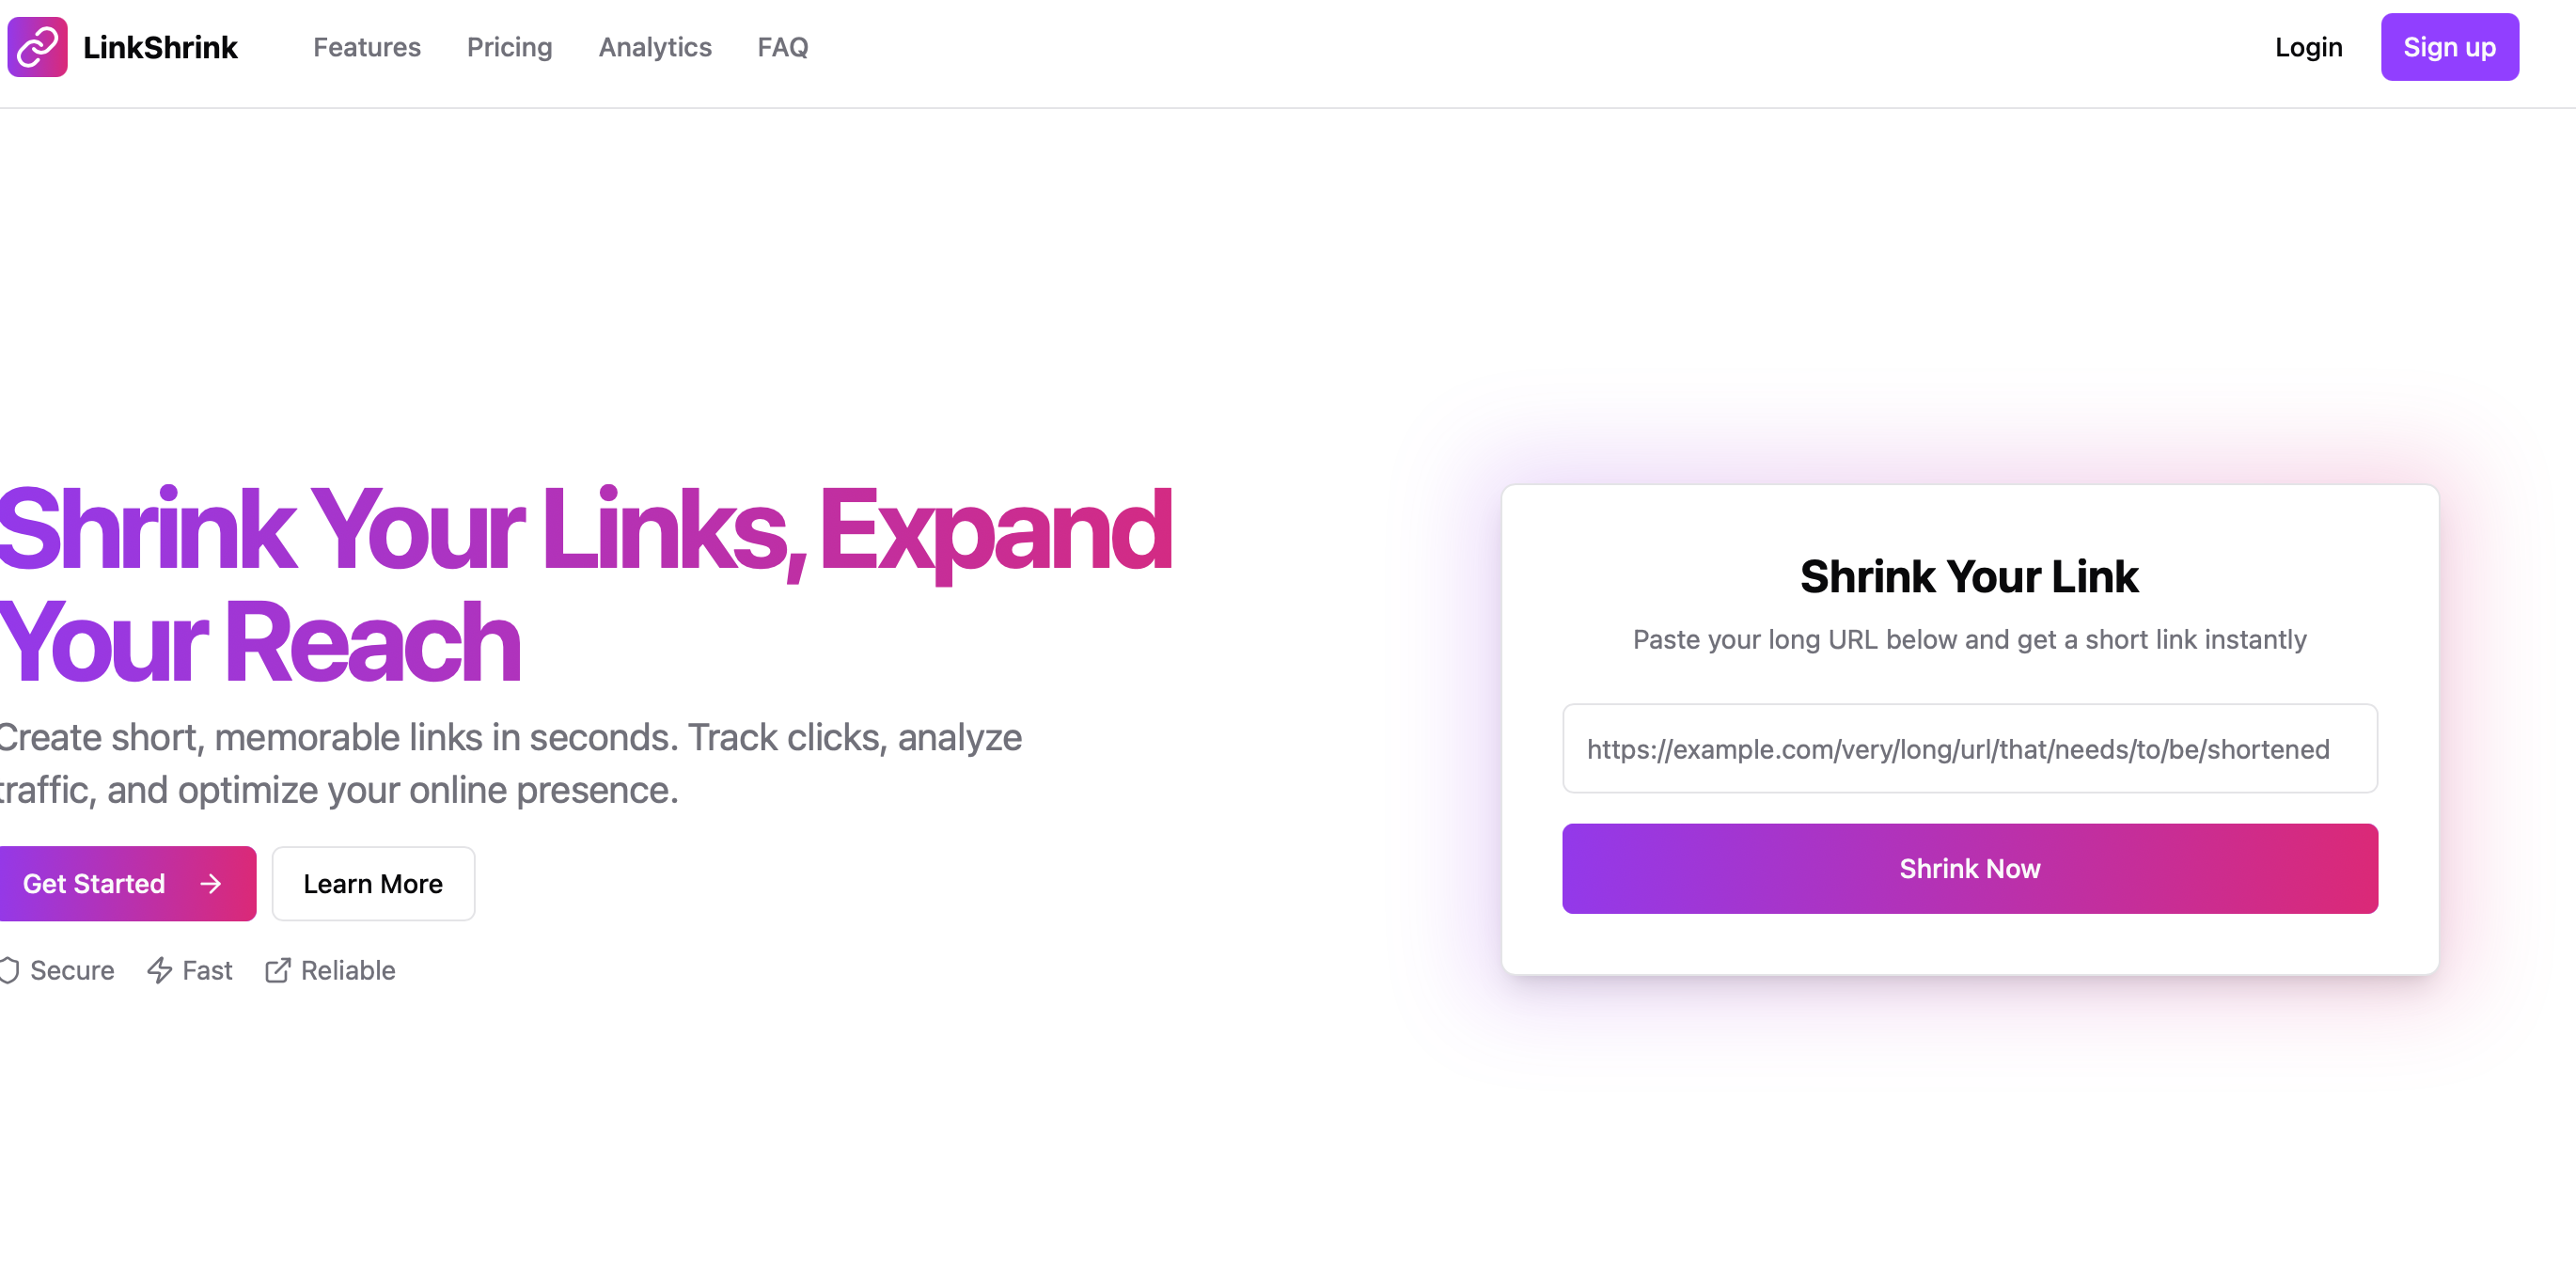 LinkShrink
Features
Pricing
Analytics
FAQ
Login
Sign up
Shrink Your Links, Expand
Your Reach
Create short, memorable links in seconds. Track clicks, analyze
traffic, and optimize your online presence.
Get Started
Learn More
Secure
Fast
Reliable
Shrink Your Link
Paste your long URL below and get a short link instantly
https://example.com/very/long/url/that/needs/to/be/shortened
Shrink Now